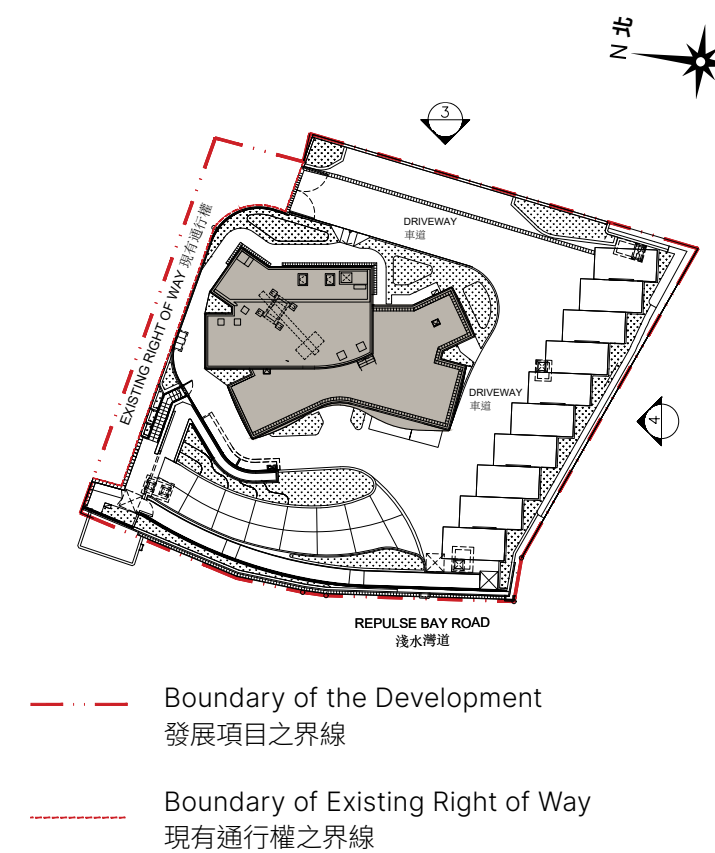 N 北
3
DRIVEWAY
車道
EXISTING RIGHT OF WAY 現有通行權
DRIVEWAY
車道
4
REPULSE BAY ROAD
淺水灣道
Boundary of the Development
發展項目之界線
Boundary of Existing Right of Way
現有通行權之界線